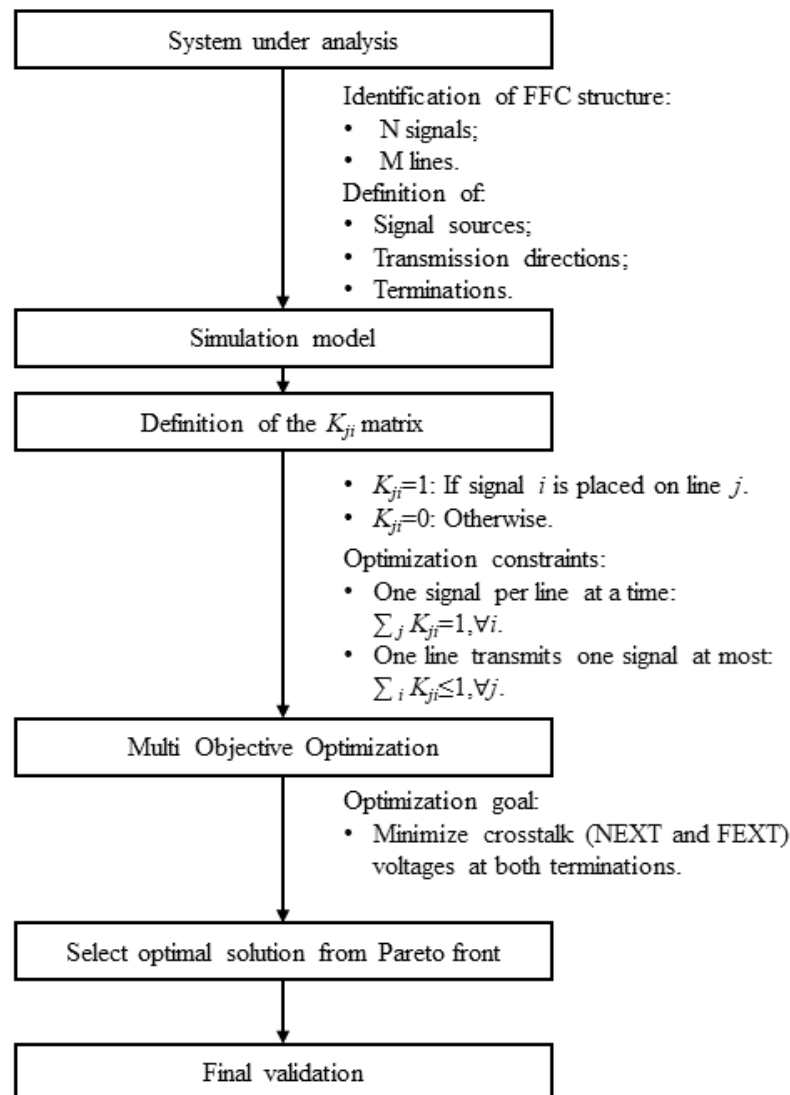 System under analysis
Identification of FFC structure:
• N signals;
• M lines.
Definition of:
• Signal sources;
• Transmission directions;
• Terminations.
Simulation model
Definition of the Kji matrix
• Kji=1: If signal i is placed on line j.
• Kji=0: Otherwise.
Optimization constraints:
• One signal per line at a time:
∑j Kji=1,∀i.
• One line transmits one signal at most:
∑i Kji≤1,∀j.
Multi Objective Optimization
Optimization goal:
• Minimize crosstalk (NEXT and FEXT)
voltages at both terminations.
Select optimal solution from Pareto front
Final validation